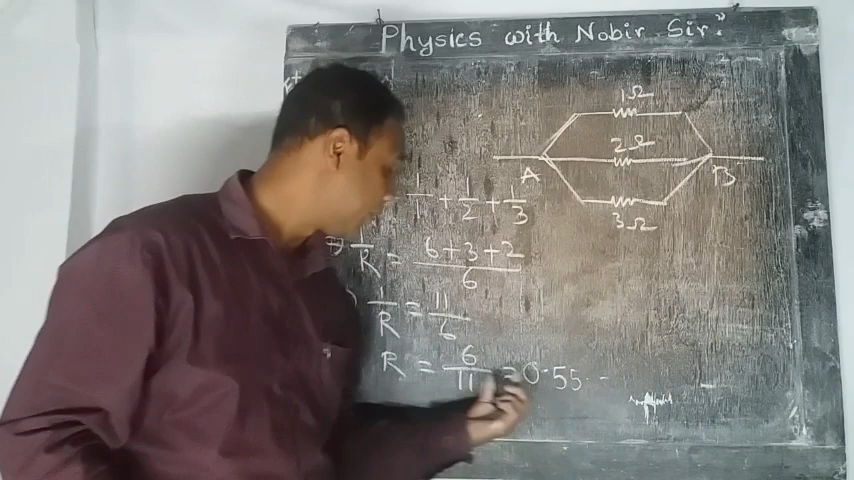 Physics with Nobir Sir."
1Ω
2Ω
A B
3Ω
1/1 + 1/2 + 1/3
⇒ 1/R = 6+3+2/6
1/R = 11/6
R = 6/11 = 0.55--